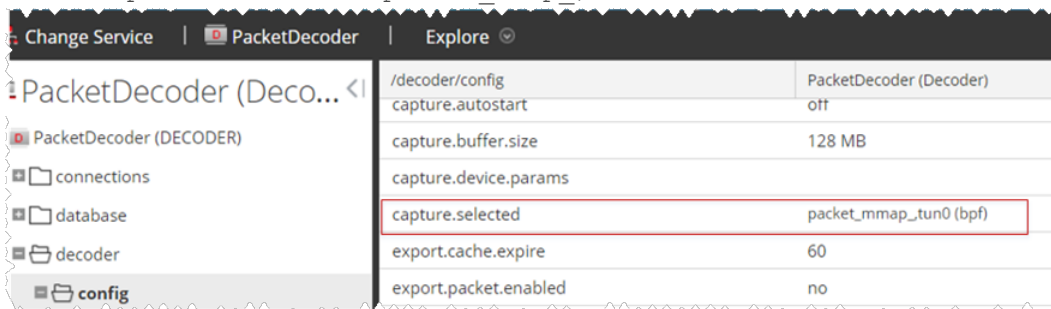 Change Service | PacketDecoder | Explore
PacketDecoder (Deco...
/decoder/config PacketDecoder (Decoder)
capture.autostart off
PacketDecoder (DECODER)
capture.buffer.size 128 MB
connections
capture.device.params
database
capture.selected packet_mmap_,tun0 (bpf)
decoder
export.cache.expire 60
config
export.packet.enabled no